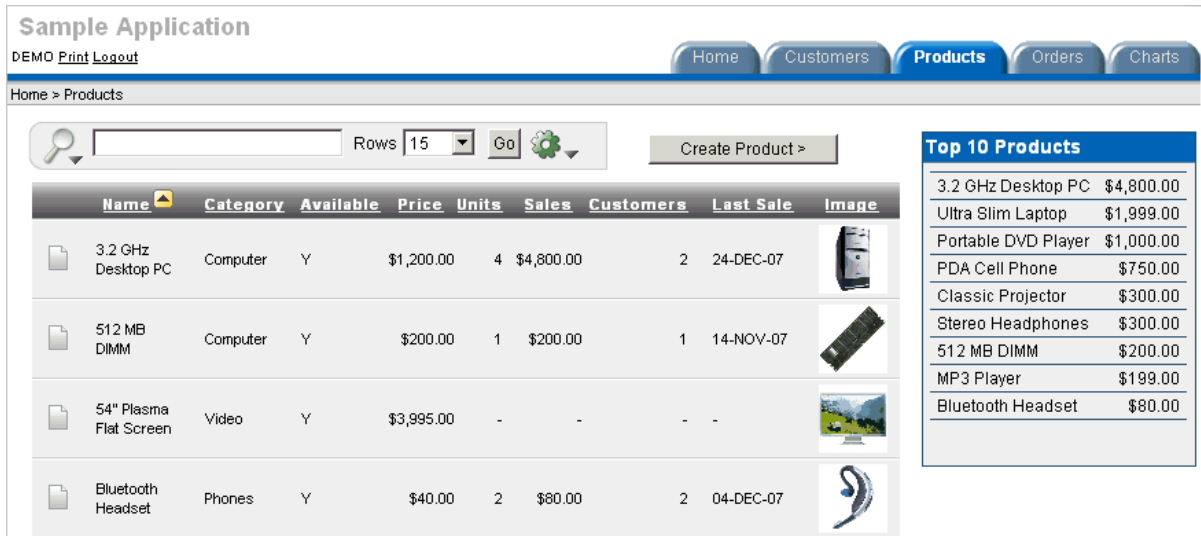 Sample Application
DEMO Print Logout
Home Customers Products Orders Charts
Home > Products
Rows 15 Go
Create Product >
Name Category Available Price Units Sales Customers Last Sale Image
3.2 GHz
Desktop PC
Computer Y $1,200.00 4 $4,800.00 2 24-DEC-07
512 MB
DIMM
Computer Y $200.00 1 $200.00 1 14-NOV-07
54" Plasma
Flat Screen
Video Y $3,995.00 - - - -
Bluetooth
Headset
Phones Y $40.00 2 $80.00 2 04-DEC-07
Top 10 Products
3.2 GHz Desktop PC $4,800.00
Ultra Slim Laptop $1,999.00
Portable DVD Player $1,000.00
PDA Cell Phone $750.00
Classic Projector $300.00
Stereo Headphones $300.00
512 MB DIMM $200.00
MP3 Player $199.00
Bluetooth Headset $80.00